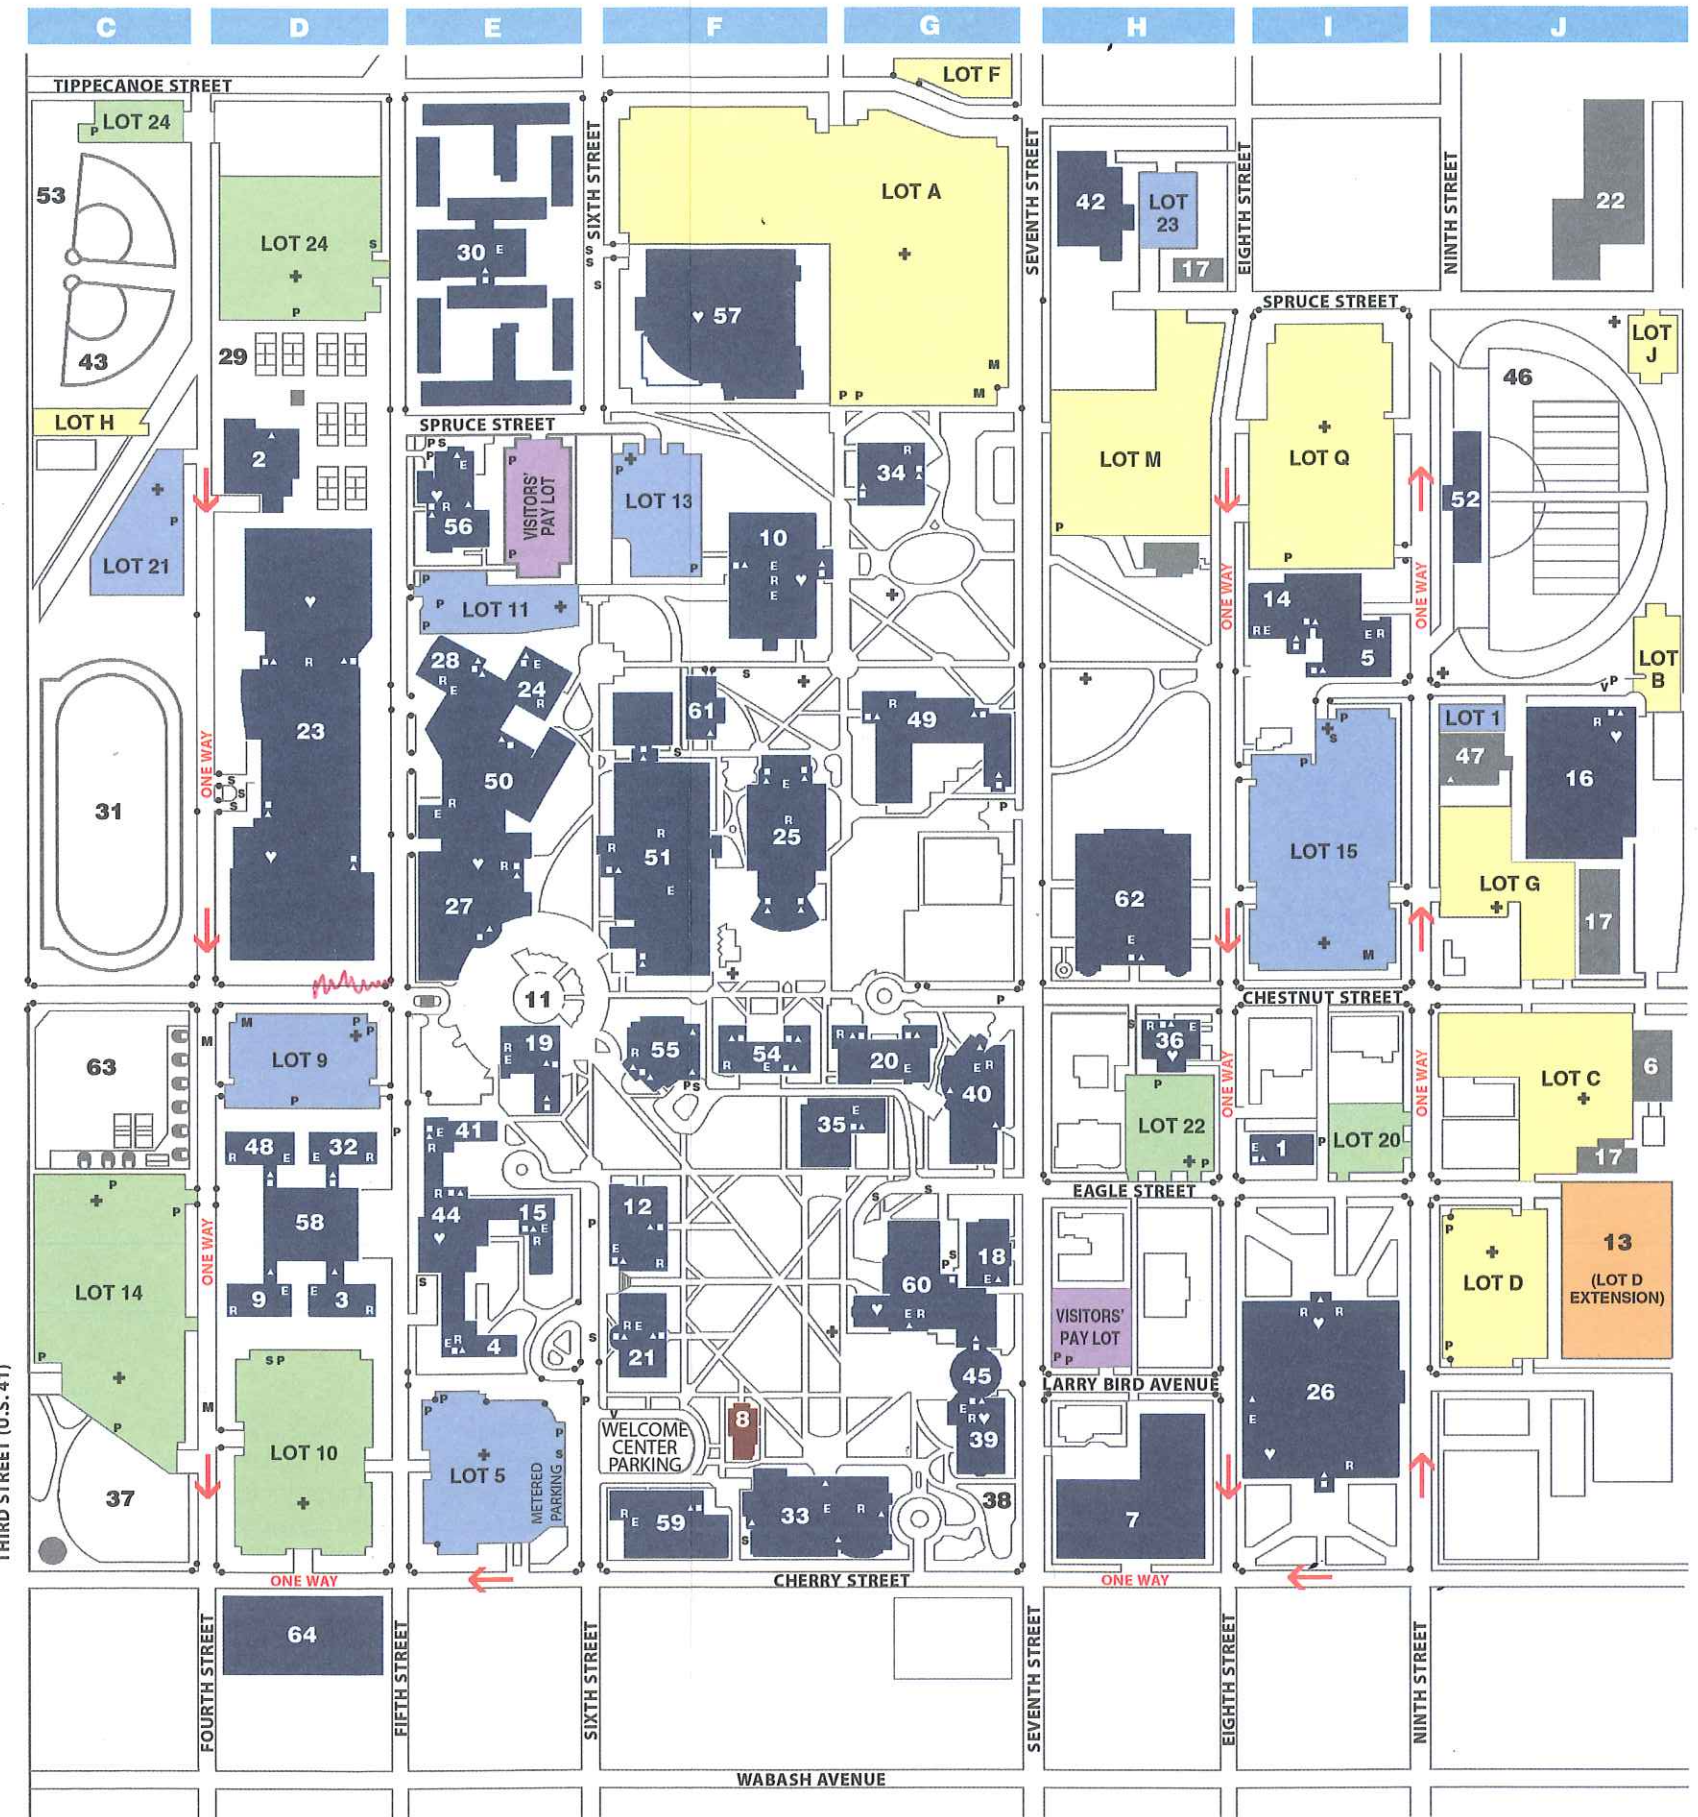 C D E F G H I J
TIPPECANOE STREET
LOT F
LOT 24
53
LOT 24
30
LOT A
42
LOT
23
17
22
SIXTH STREET
SEVENTH STREET
EIGHTH STREET
NINTH STREET
SPRUCE STREET
43
29
57
LOT
J
46
LOT H
SPRUCE STREET
2
56
VISITORS'
PAY LOT
LOT 13
34
LOT M
LOT Q
52
LOT 21
10
LOT 11
ONE WAY
ONE WAY
14
5
28
24
LOT
B
23
61
49
LOT 1
47
16
50
ONE WAY
31
51
25
LOT 15
LOT G
27
62
17
11
CHESTNUT STREET
63
LOT 9
19
55
54
20
40
36
LOT C
6
ONE WAY
ONE WAY
48
32
41
35
LOT 22
1
LOT 20
17
EAGLE STREET
58
44
15
12
18
13
(LOT D
EXTENSION)
LOT D
LOT 14
ONE WAY
60
9
3
4
21
VISITORS'
PAY LOT
45
LARRY BIRD AVENUE
26
LOT 10
LOT 5
METERED
PARKING
WELCOME
CENTER
PARKING
8
39
37
59
33
38
7
THIRD STREET (U.S. 41)
ONE WAY
CHERRY STREET
ONE WAY
64
FOURTH STREET
FIFTH STREET
SIXTH STREET
SEVENTH STREET
EIGHTH STREET
NINTH STREET
WABASH AVENUE